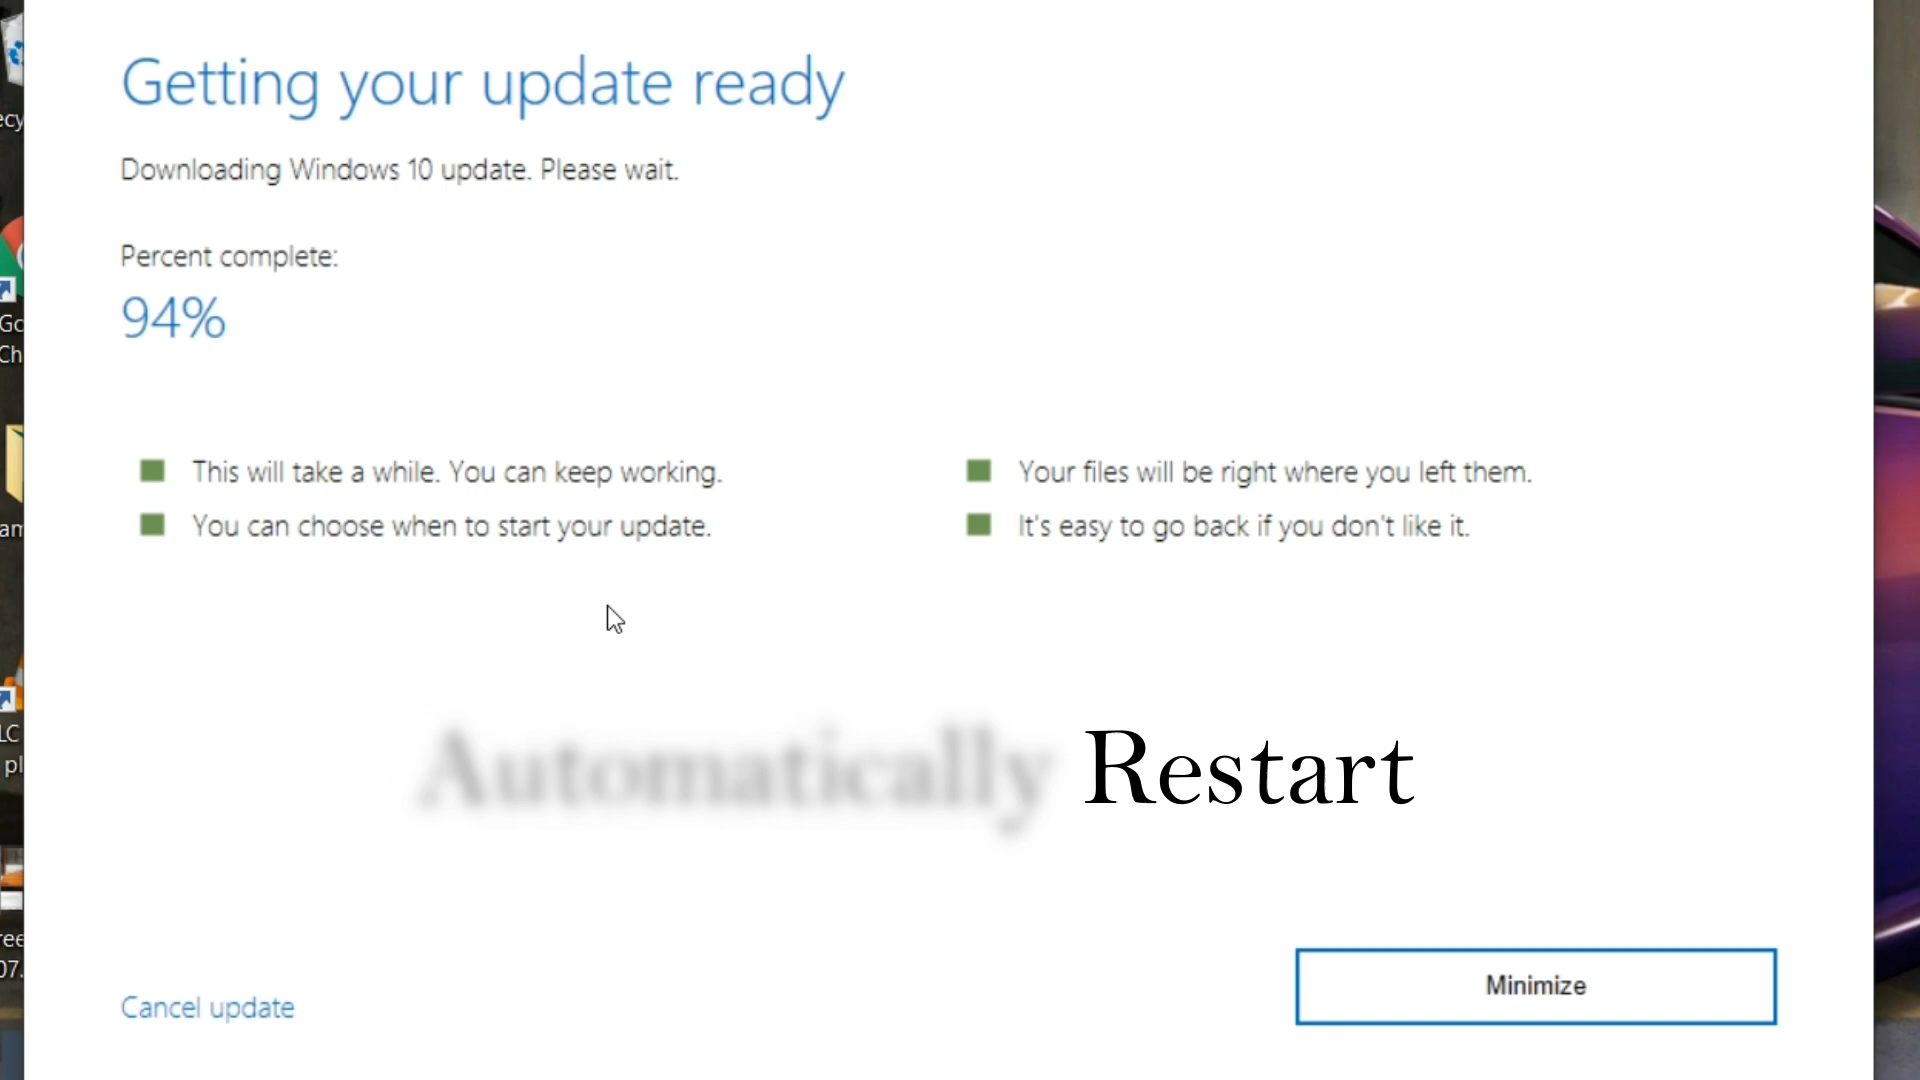 Getting your update ready
Downloading Windows 10 update. Please wait.
Percent complete:
94%
This will take a while. You can keep working.
You can choose when to start your update.
Your files will be right where you left them.
It's easy to go back if you don't like it.
Automatically Restart
Cancel update
Minimize